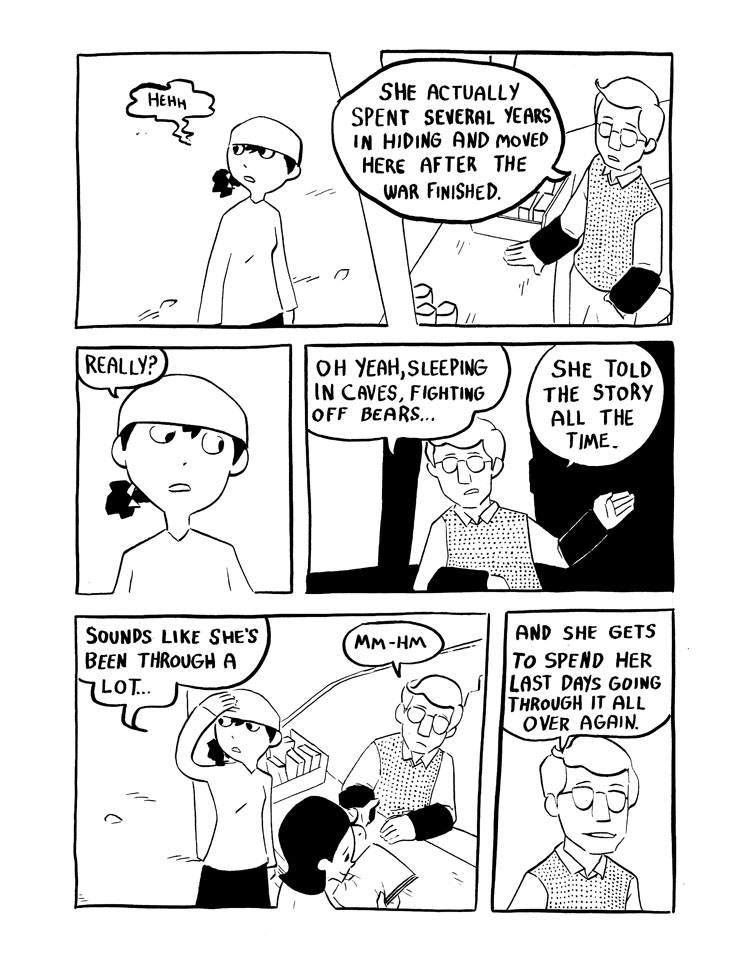 HEHH
SHE ACTUALLY
SPENT SEVERAL YEARS
IN HIDING AND MOVED
HERE AFTER THE
WAR FINISHED.
REALLY?
OH YEAH, SLEEPING
IN CAVES, FIGHTING
OFF BEARS...
SHE TOLD
THE STORY
ALL THE
TIME.
SOUNDS LIKE SHE'S
BEEN THROUGH A
LOT...
MM-HM
AND SHE GETS
TO SPEND HER
LAST DAYS GOING
THROUGH IT ALL
OVER AGAIN.